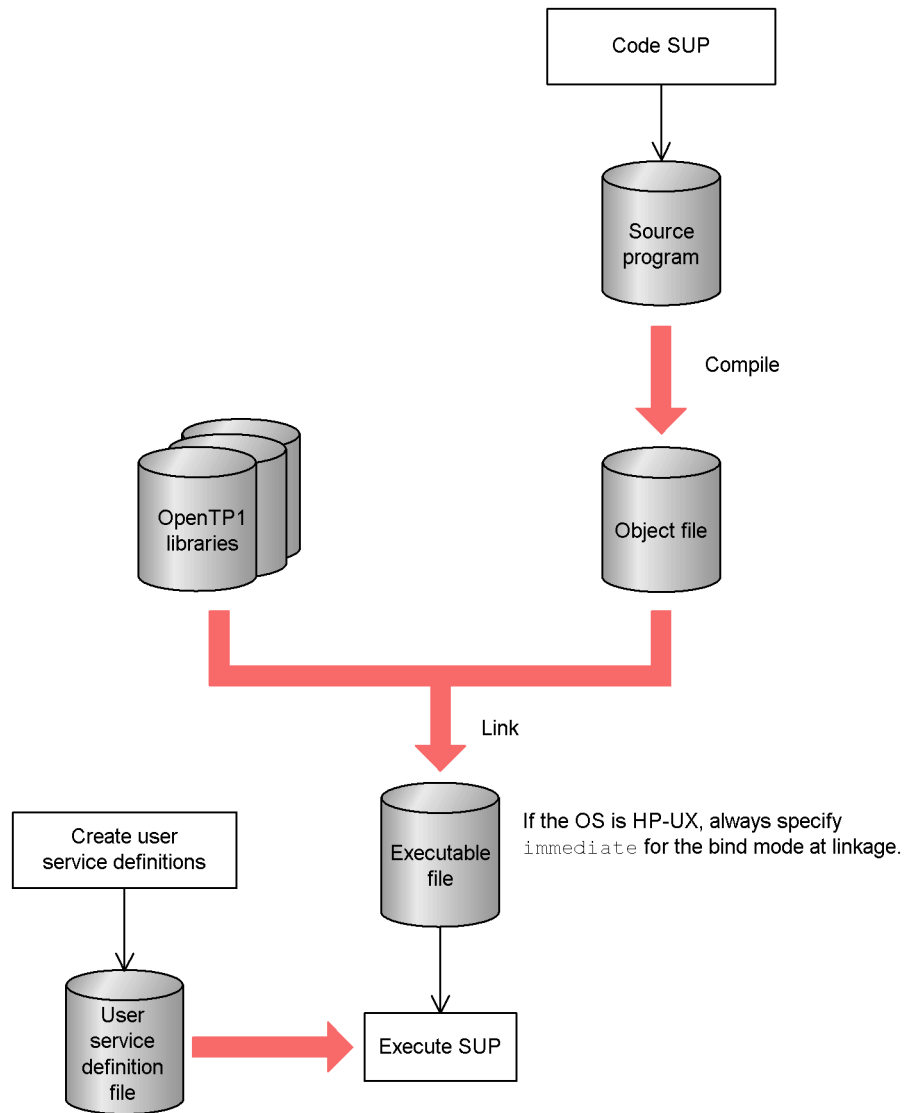 Code SUP
Source
program
Compile
OpenTP1
libraries
Object file
Link
If the OS is HP-UX, always specify
immediate for the bind mode at linkage.
Executable
file
Create user
service definitions
User
service
definition
file
Execute SUP